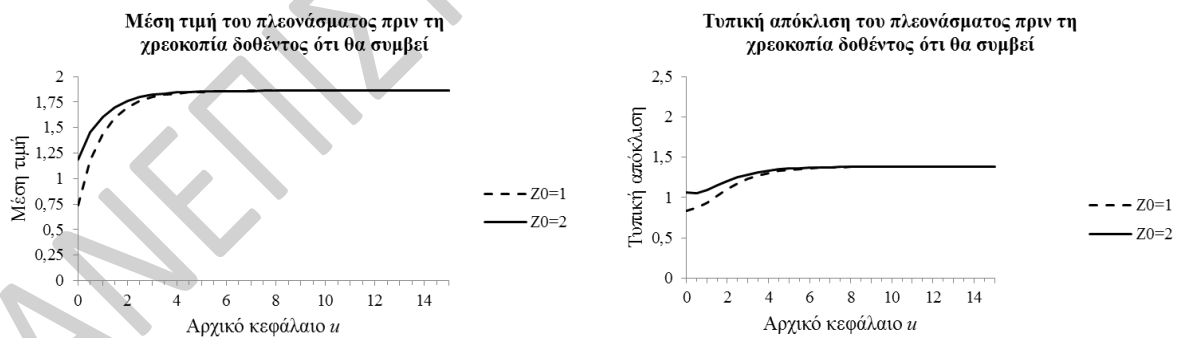 Μέση τιμή του πλεονάσματος πριν τη
χρεοκοπία δοθέντος ότι θα συμβεί
2
1,75
1,5
1,25
1
0,75
0,5
0,25
0
Μέση τιμή
0 2 4 6 8 10 12 14
Αρχικό κεφάλαιο u
Z0=1
Z0=2
Τυπική απόκλιση του πλεονάσματος πριν τη
χρεοκοπία δοθέντος ότι θα συμβεί
2,5
2
1,5
1
0,5
0
Τυπική απόκλιση
0 2 4 6 8 10 12 14
Αρχικό κεφάλαιο u
Z0=1
Z0=2
ΑΝΕΠΙΣ